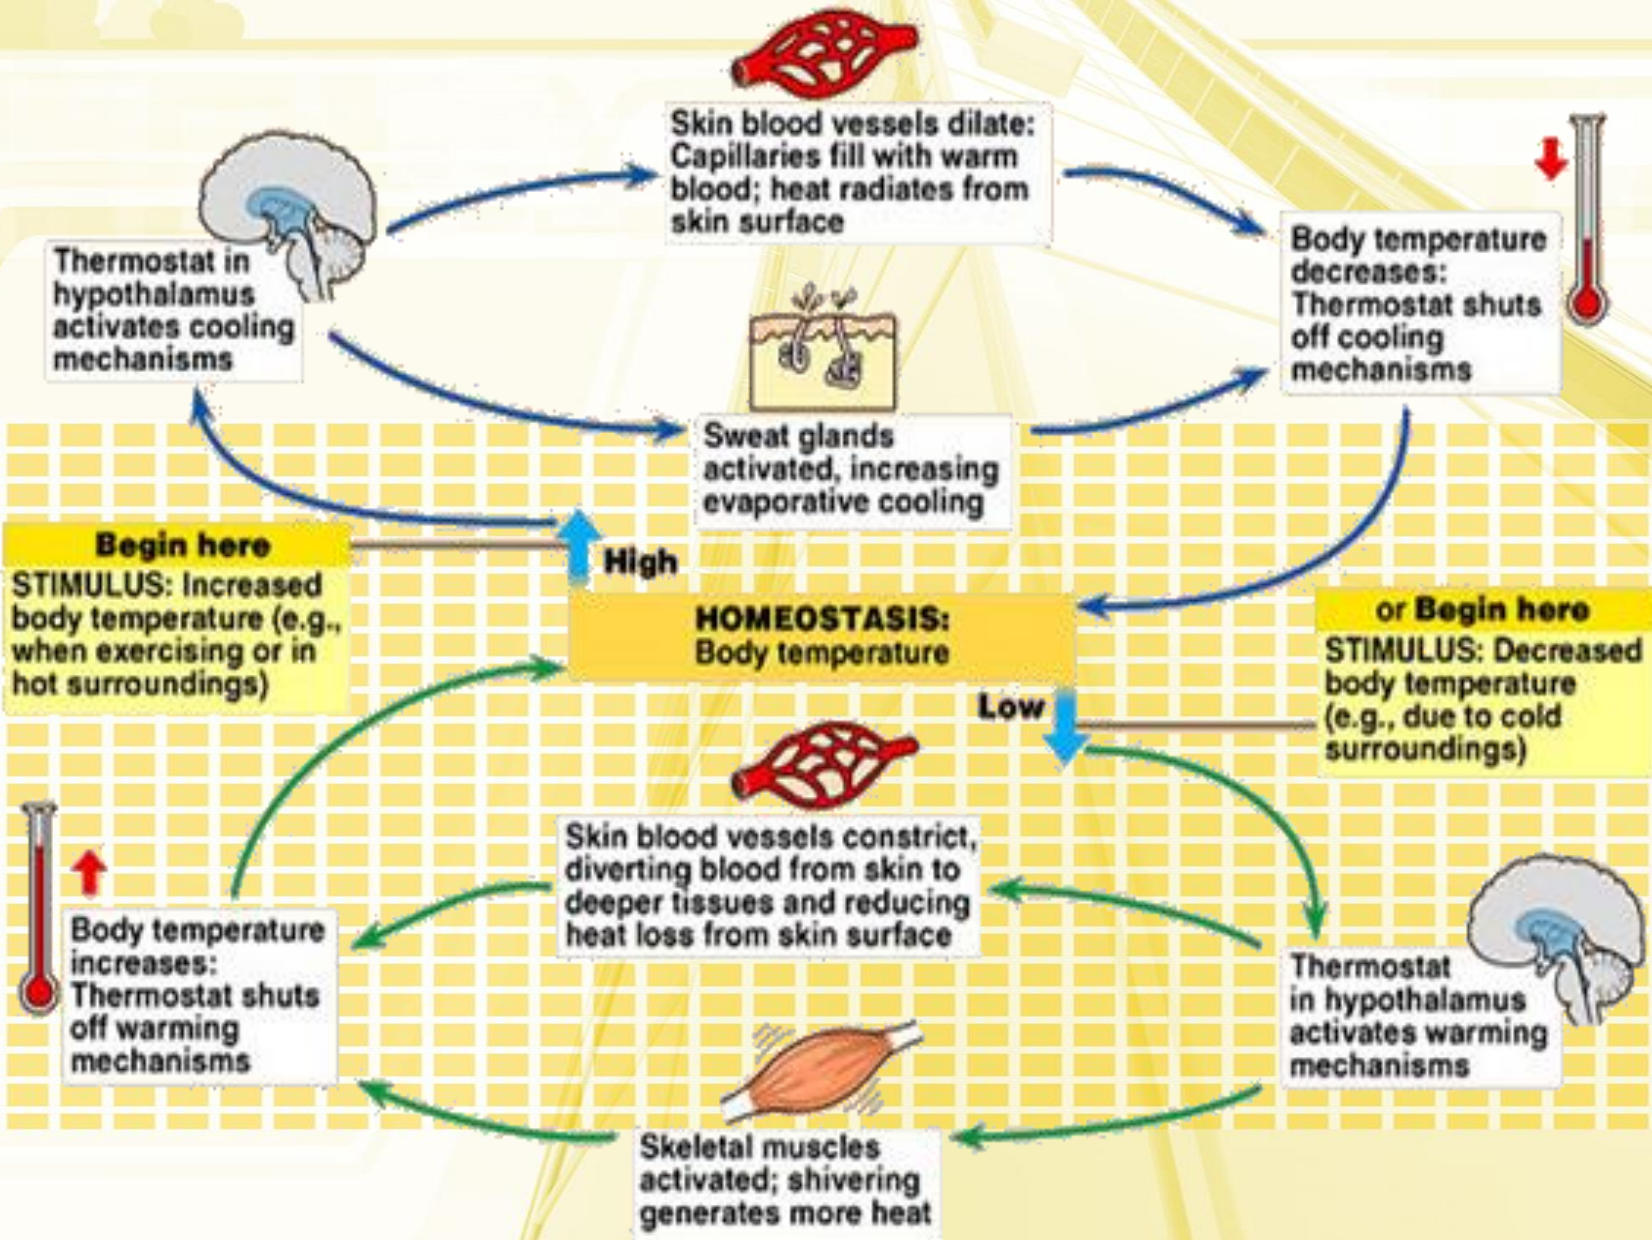 Skin blood vessels dilate:
Capillaries fill with warm
blood; heat radiates from
skin surface
Thermostat in
hypothalamus
activates cooling
mechanisms
Body temperature
decreases:
Thermostat shuts
off cooling
mechanisms
Sweat glands
activated, increasing
evaporative cooling
Begin here
STIMULUS: Increased
body temperature (e.g.,
when exercising or in
hot surroundings)
High
HOMEOSTASIS:
Body temperature
or Begin here
STIMULUS: Decreased
body temperature
(e.g., due to cold
surroundings)
Low
Skin blood vessels constrict,
diverting blood from skin to
deeper tissues and reducing
heat loss from skin surface
Body temperature
increases:
Thermostat shuts
off warming
mechanisms
Thermostat
in hypothalamus
activates warming
mechanisms
Skeletal muscles
activated; shivering
generates more heat